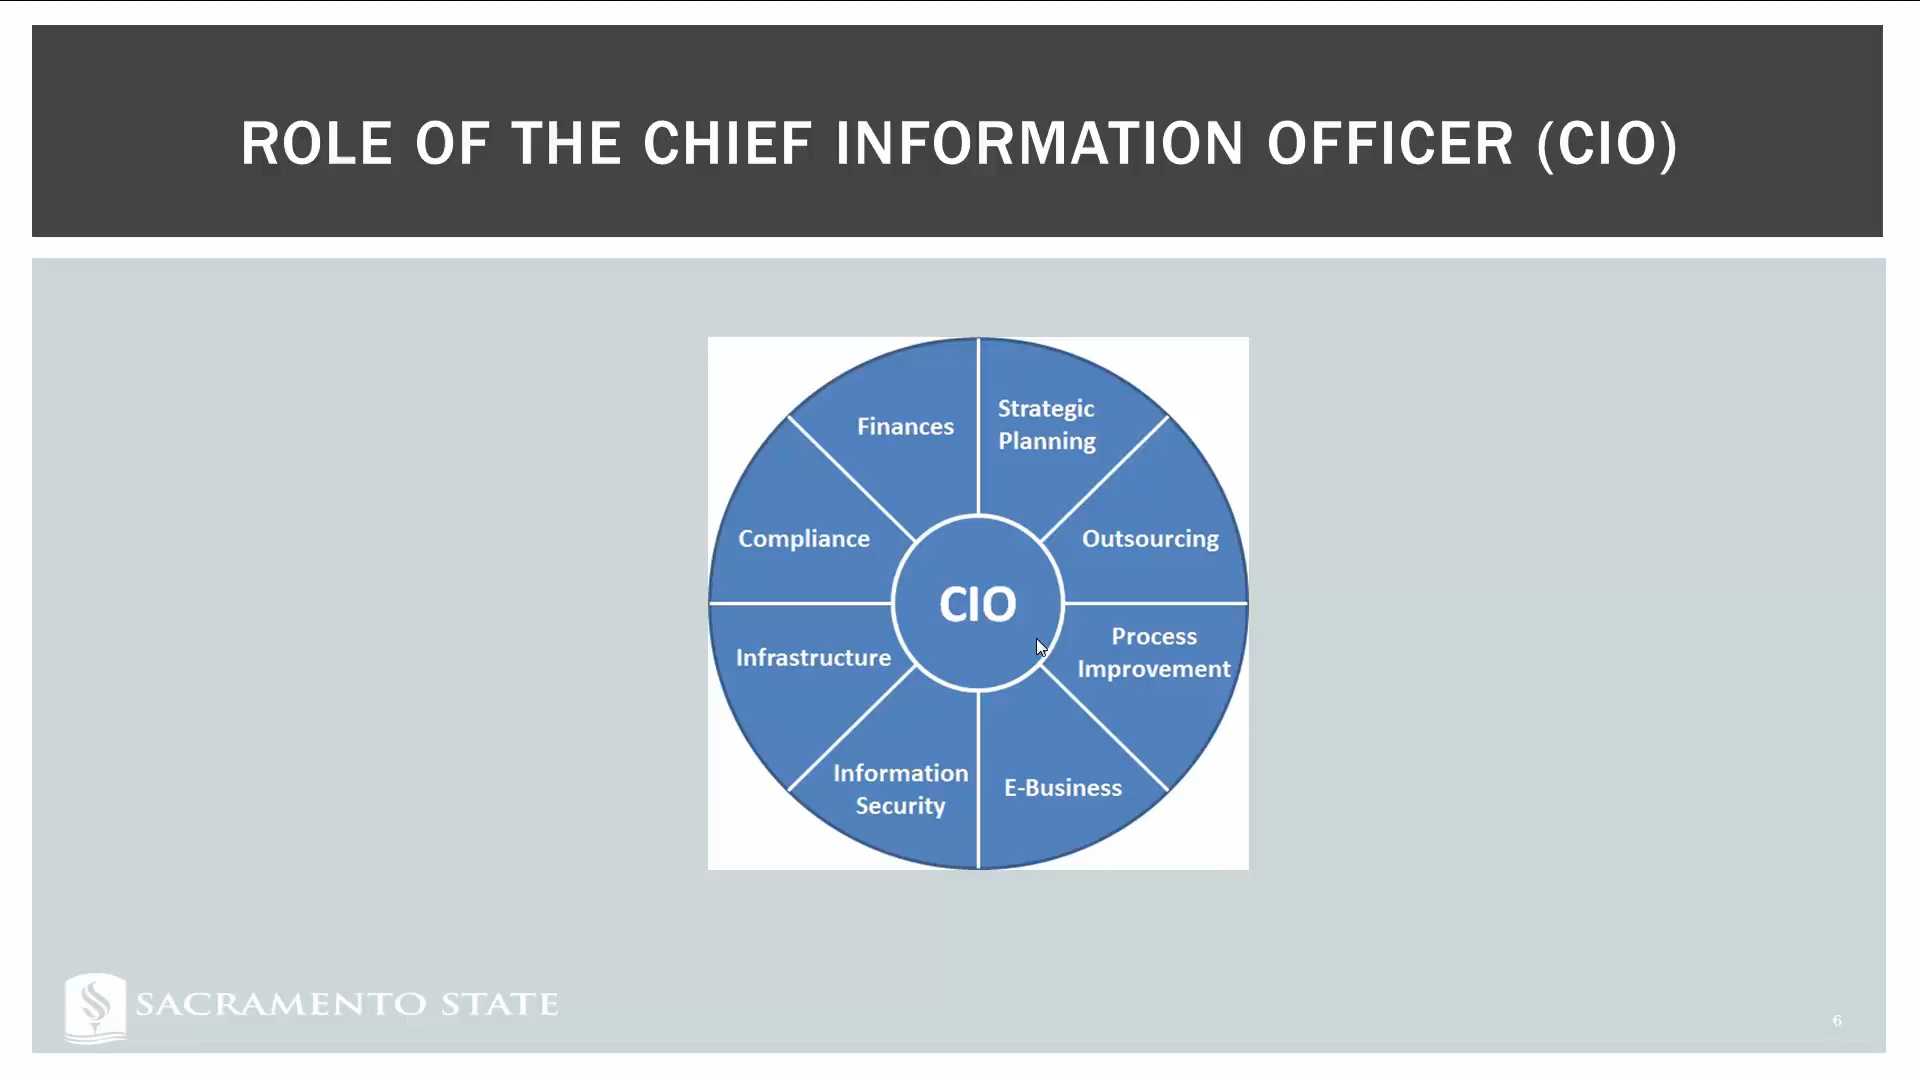 ROLE OF THE CHIEF INFORMATION OFFICER (CIO)
Finances
Strategic
Planning
Compliance
Outsourcing
CIO
Infrastructure
Process
Improvement
Information
Security
E-Business
SACRAMENTO STATE
6